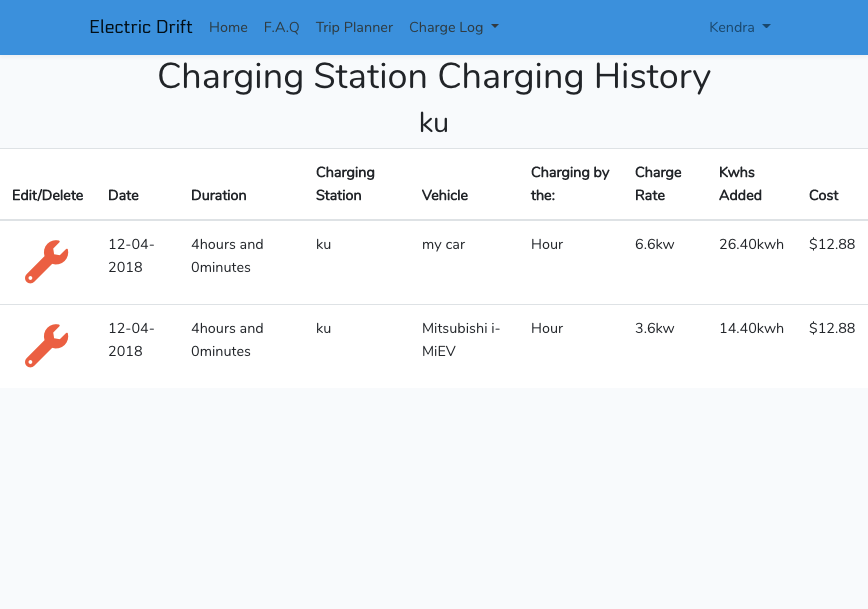 Electric Drift Home F.A.Q Trip Planner Charge Log Kendra
Charging Station Charging History
ku
Edit/Delete Date Duration Charging Station Vehicle Charging by the: Charge Rate Kwhs Added Cost
12-04-2018 4hours and 0minutes ku my car Hour 6.6kw 26.40kwh $12.88
12-04-2018 4hours and 0minutes ku Mitsubishi i-MiEV Hour 3.6kw 14.40kwh $12.88